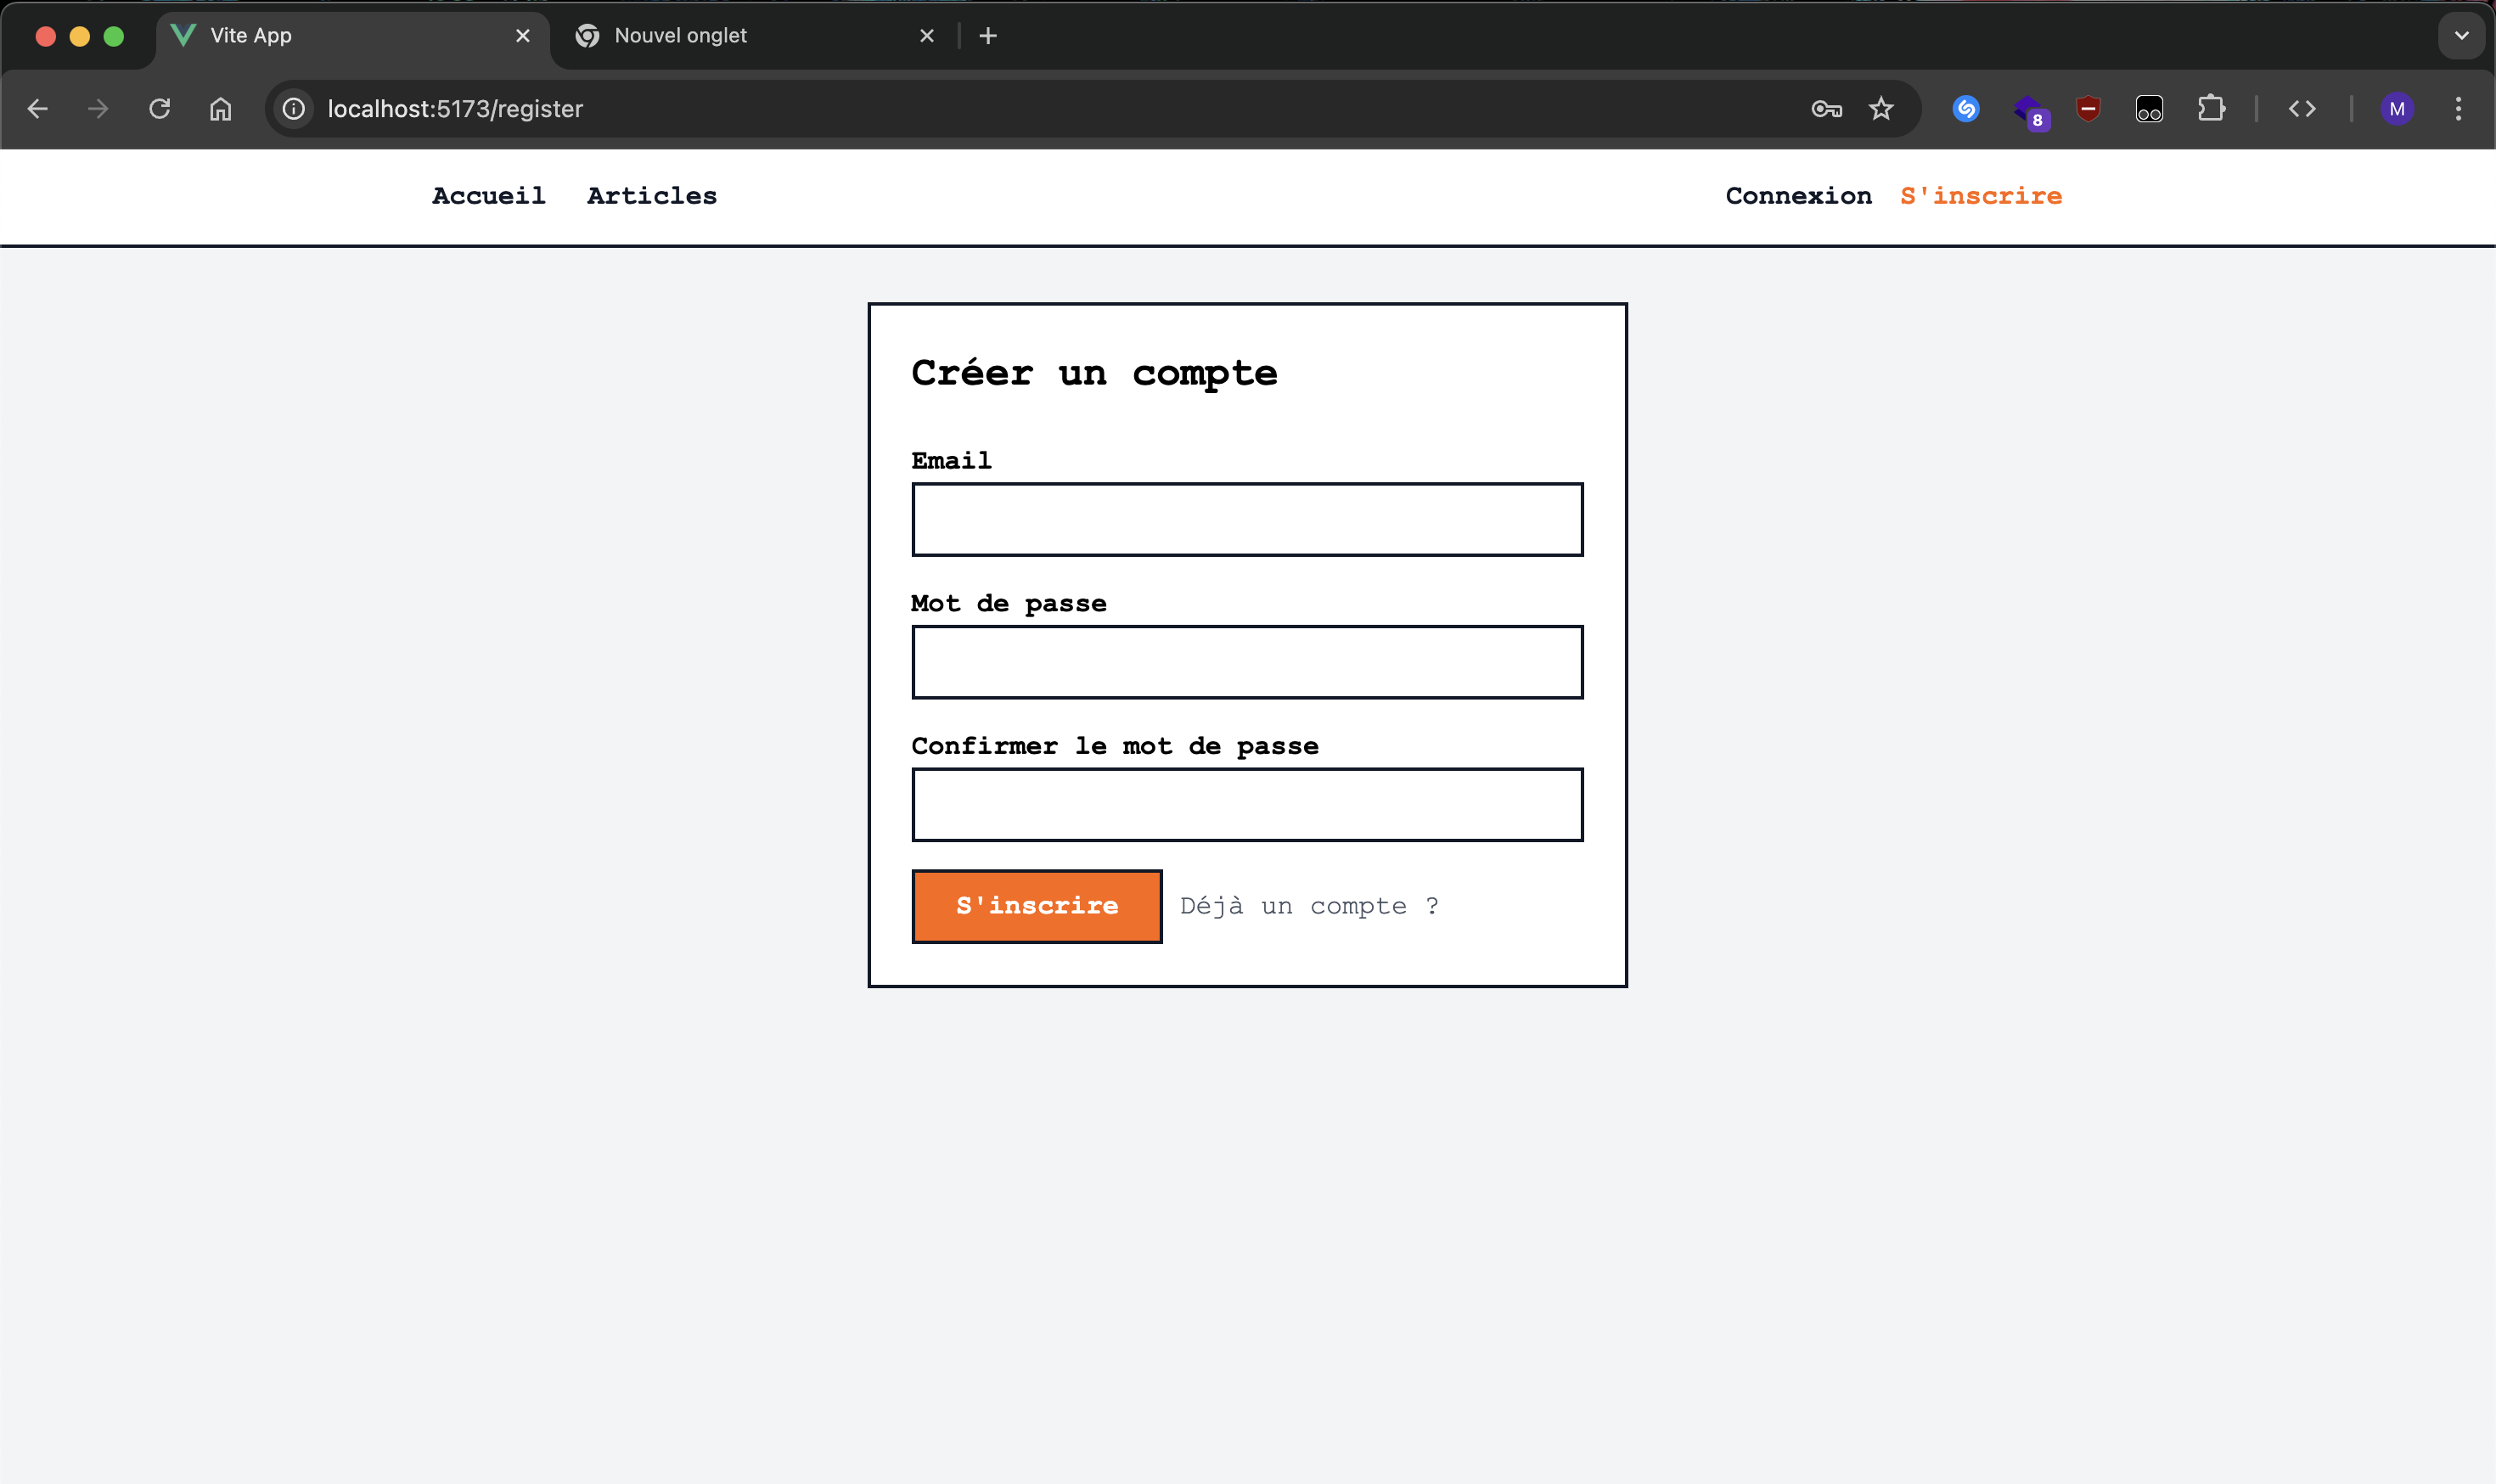 Vite App
Nouvel onglet
localhost:5173/register
8
M
Accueil Articles Connexion S'inscrire
Créer un compte
Email
Mot de passe
Confirmer le mot de passe
S'inscrire Déjà un compte ?